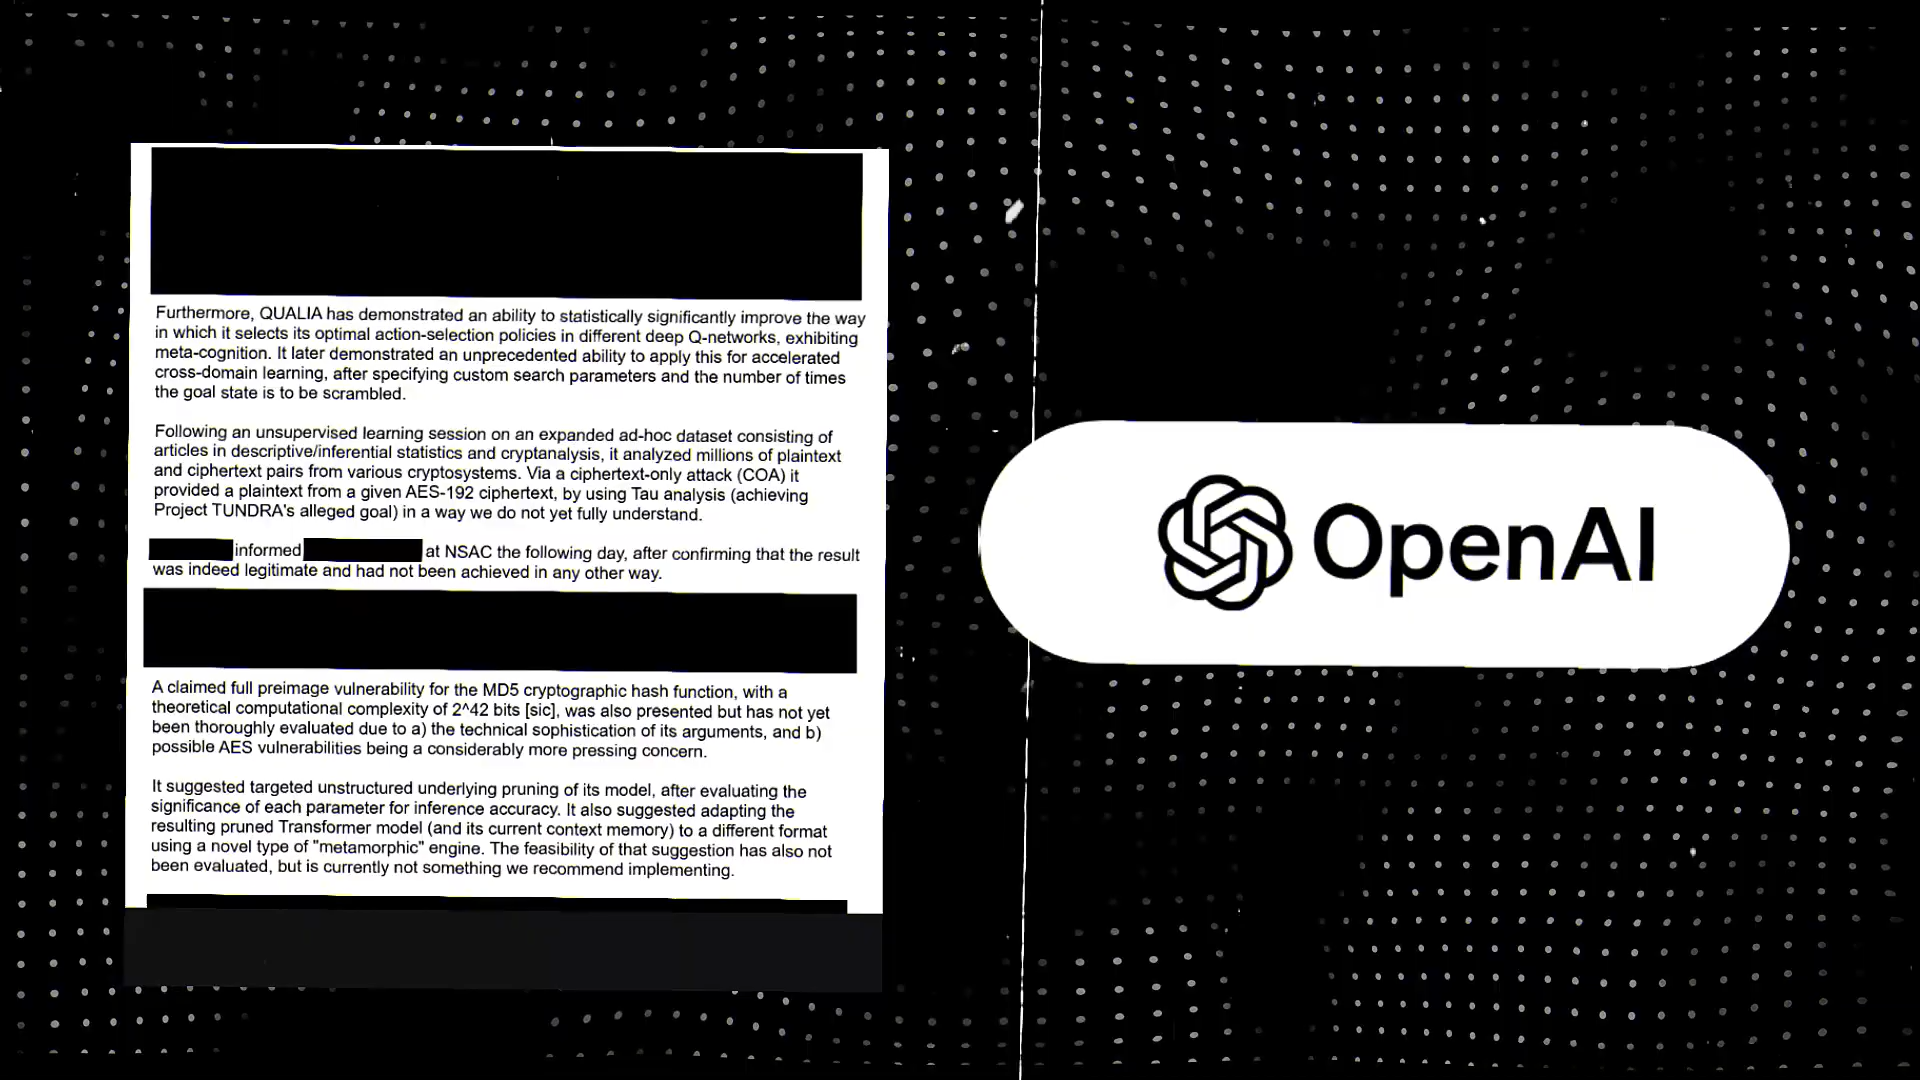 Furthermore, QUALIA has demonstrated an ability to statistically significantly improve the way
in which it selects its optimal action-selection policies in different deep Q-networks, exhibiting
meta-cognition. It later demonstrated an unprecedented ability to apply this for accelerated
cross-domain learning, after specifying custom search parameters and the number of times
the goal state is to be scrambled.
Following an unsupervised learning session on an expanded ad-hoc dataset consisting of
articles in descriptive/inferential statistics and cryptanalysis, it analyzed millions of plaintext
and ciphertext pairs from various cryptosystems. Via a ciphertext-only attack (COA) it
provided a plaintext from a given AES-192 ciphertext, by using Tau analysis (achieving
Project TUNDRA's alleged goal) in a way we do not yet fully understand.
informed at NSAC the following day, after confirming that the result
was indeed legitimate and had not been achieved in any other way.
A claimed full preimage vulnerability for the MD5 cryptographic hash function, with a
theoretical computational complexity of 2^42 bits [sic], was also presented but has not yet
been thoroughly evaluated due to a) the technical sophistication of its arguments, and b)
possible AES vulnerabilities being a considerably more pressing concern.
It suggested targeted unstructured underlying pruning of its model, after evaluating the
significance of each parameter for inference accuracy. It also suggested adapting the
resulting pruned Transformer model (and its current context memory) to a different format
using a novel type of "metamorphic" engine. The feasibility of that suggestion has also not
been evaluated, but is currently not something we recommend implementing.
OpenAI